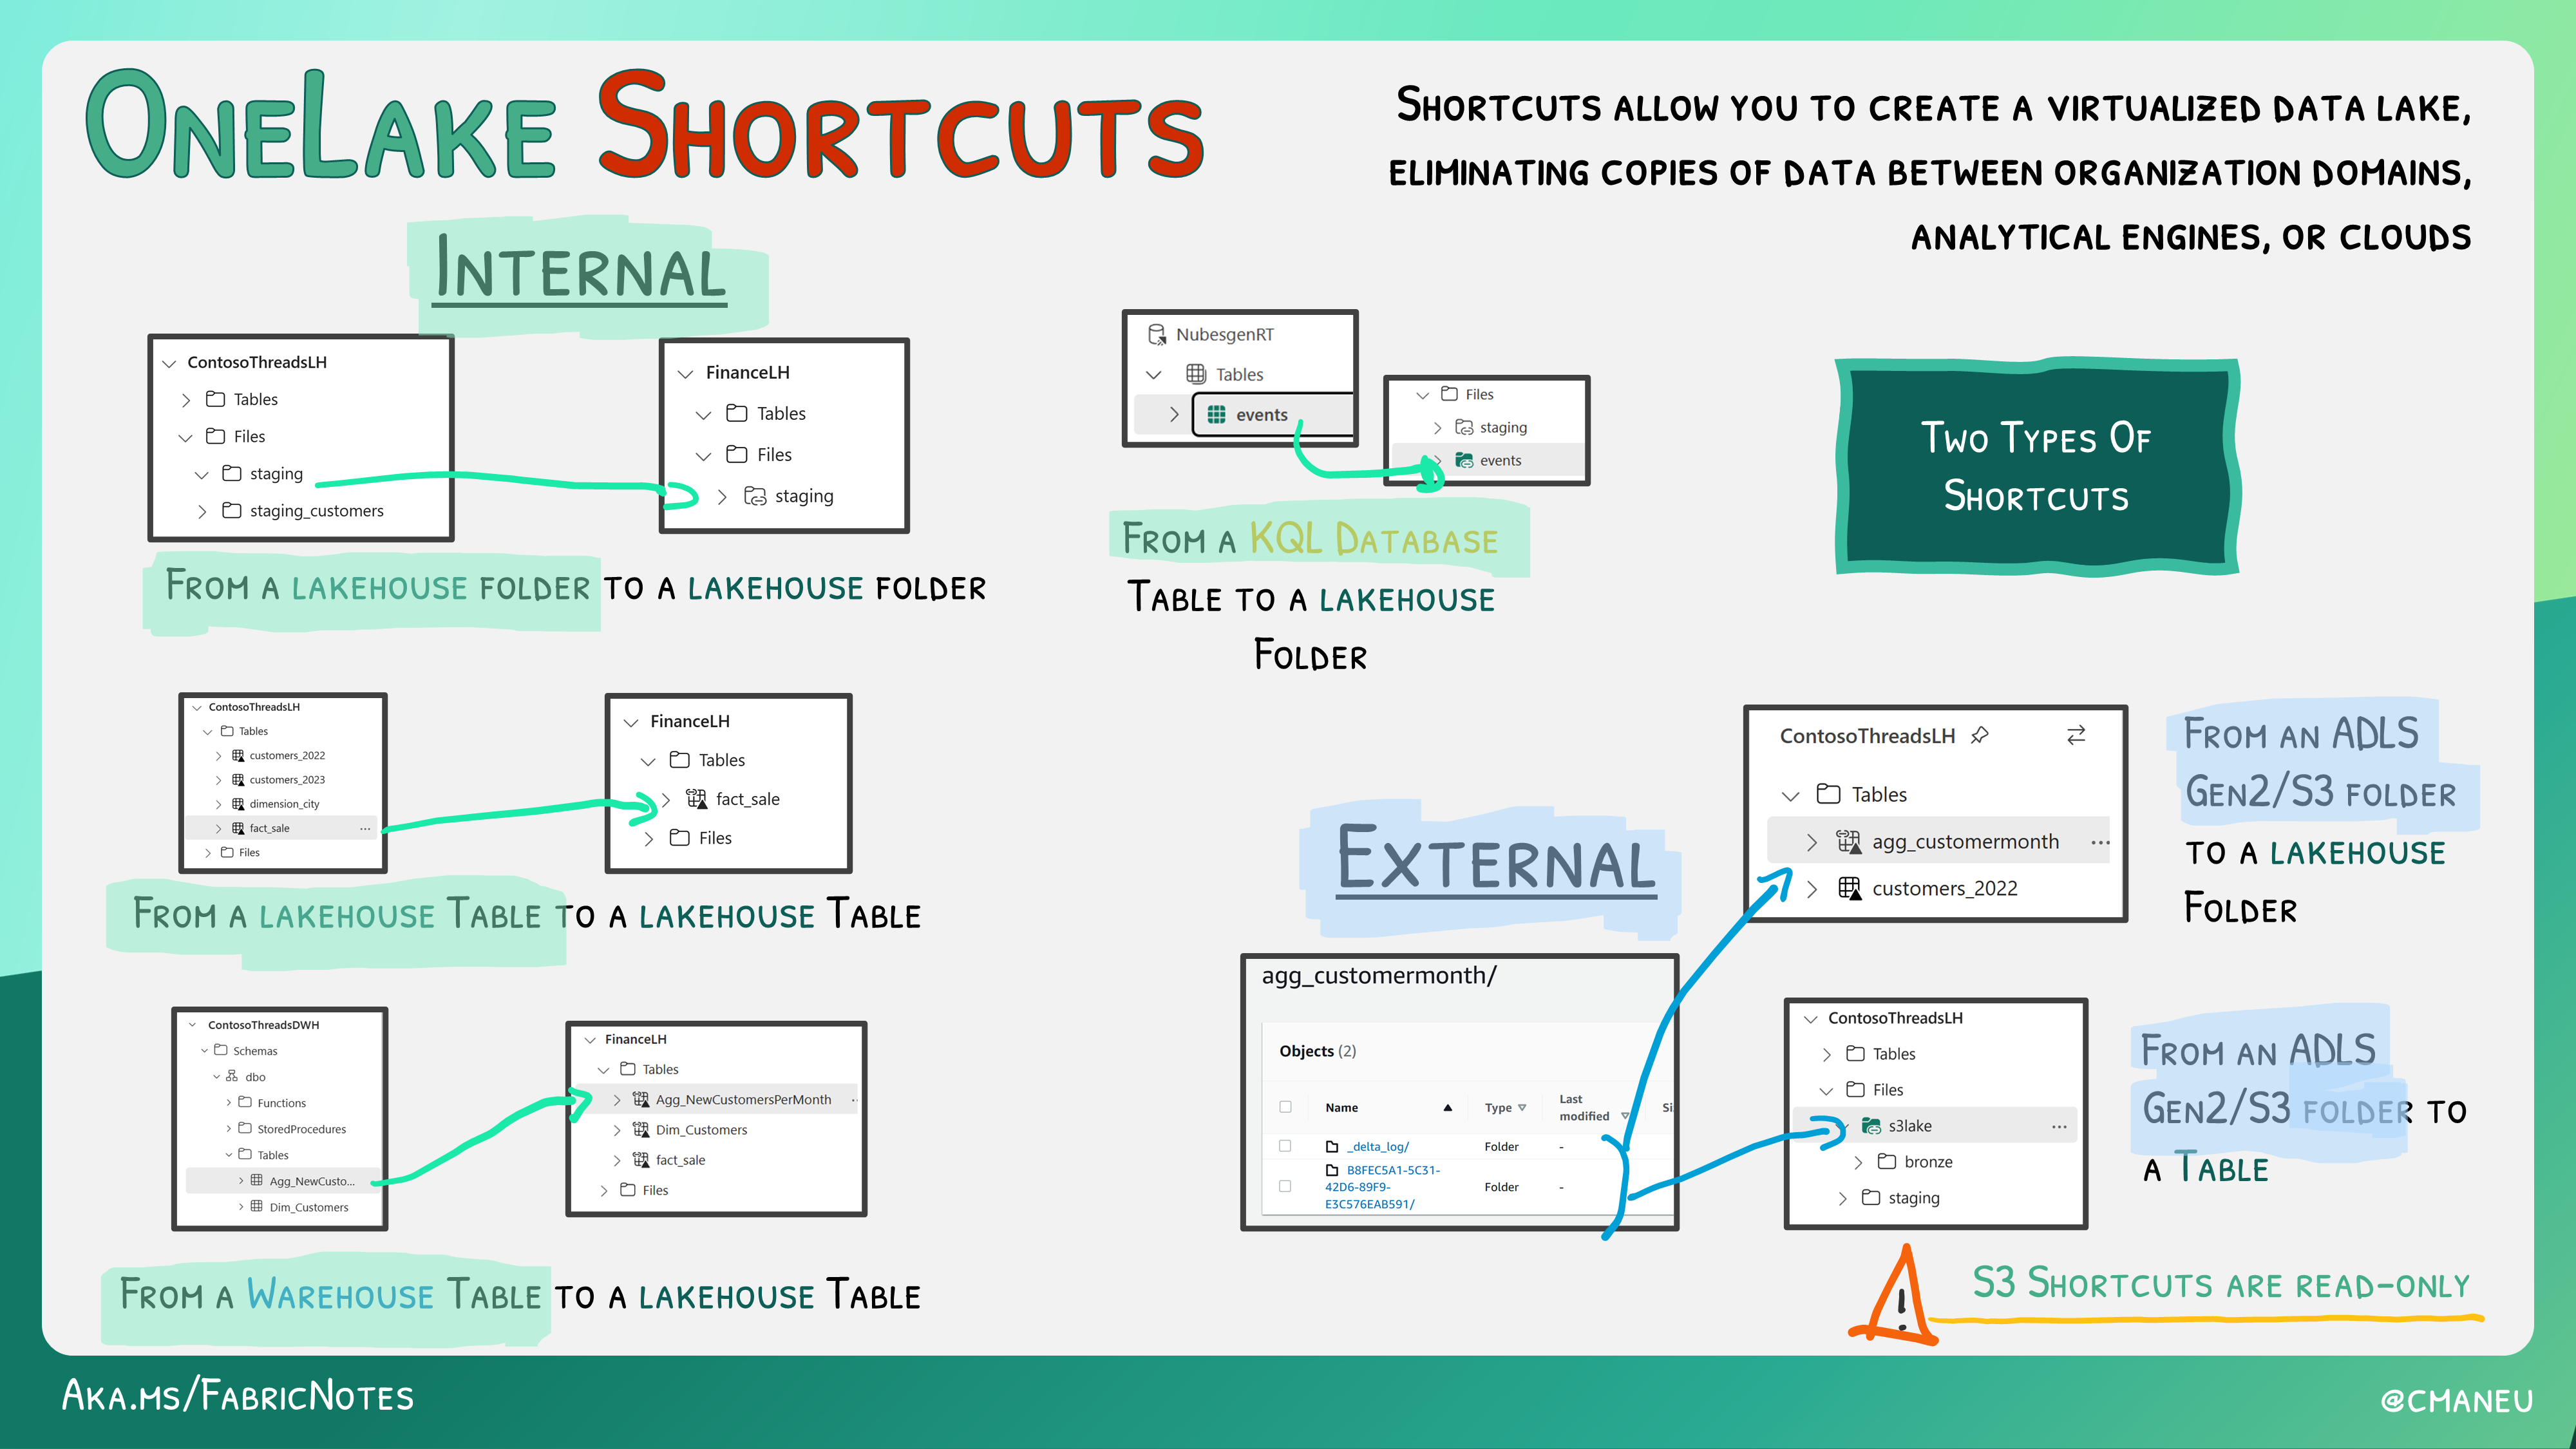 OneLake Shortcuts
Shortcuts allow you to create a virtualized data lake,
eliminating copies of data between organization domains,
analytical engines, or clouds
Internal
ContosoThreadsLH
Tables
Files
staging
staging_customers
FinanceLH
Tables
Files
staging
From a lakehouse folder to a lakehouse folder
NubesgenRT
Tables
events
Files
staging
events
From a KQL Database
Table to a lakehouse
Folder
Two Types Of
Shortcuts
ContosoThreadsLH
Tables
customers_2022
customers_2023
dimension_city
fact_sale
Files
FinanceLH
Tables
fact_sale
Files
From a lakehouse Table to a lakehouse Table
ContosoThreadsDWH
Schemas
dbo
Functions
StoredProcedures
Tables
Agg_NewCusto...
Dim_Customers
FinanceLH
Tables
Agg_NewCustomersPerMonth
Dim_Customers
fact_sale
Files
From a Warehouse Table to a lakehouse Table
External
agg_customermonth/
Objects (2)
Name Type Last modified Si
_delta_log/ Folder -
B8FEC5A1-5C31-
42D6-89F9- Folder -
E3C576EAB591/
ContosoThreadsLH
Tables
agg_customermonth ...
customers_2022
From an ADLS
Gen2/S3 folder
to a lakehouse
Folder
ContosoThreadsLH
Tables
Files
s3lake ...
bronze
staging
From an ADLS
Gen2/S3 folder to
a Table
! S3 Shortcuts are read-only
Aka.ms/FabricNotes
@cmaneu